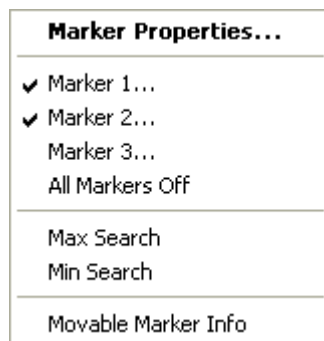 Marker Properties...
Marker 1...
Marker 2...
Marker 3...
All Markers Off
Max Search
Min Search
Movable Marker Info